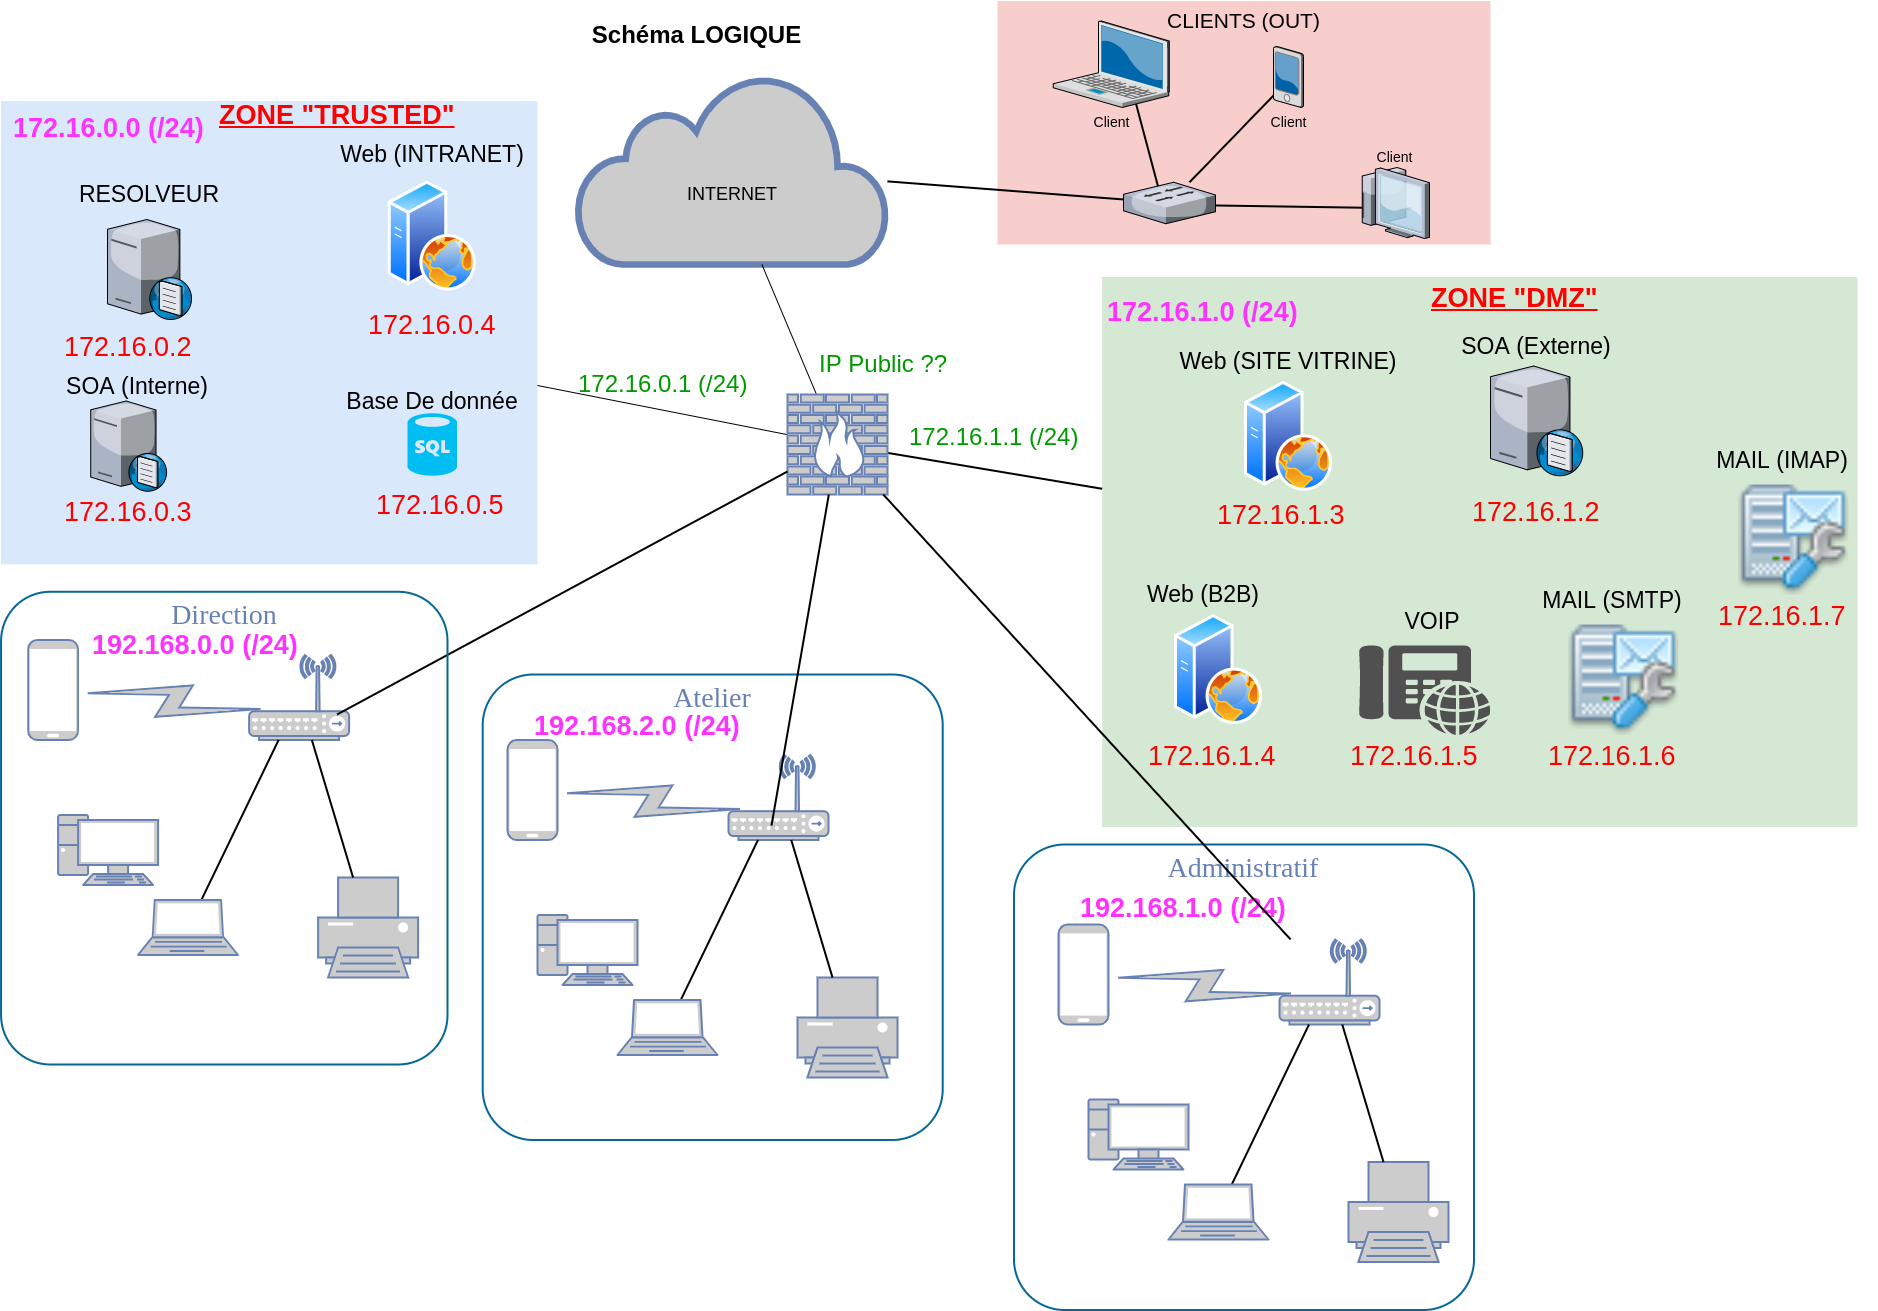 Schéma LOGIQUE
CLIENTS (OUT)
Client
Client
Client
INTERNET
ZONE "TRUSTED"
172.16.0.0 (/24)
Web (INTRANET)
RESOLVEUR
172.16.0.4
172.16.0.2
SOA (Interne)
Base De donnée
SQL
172.16.0.3
172.16.0.5
172.16.0.1 (/24)
IP Public ??
172.16.1.1 (/24)
ZONE "DMZ"
172.16.1.0 (/24)
Web (SITE VITRINE)
SOA (Externe)
172.16.1.3
172.16.1.2
MAIL (IMAP)
172.16.1.7
Web (B2B)
VOIP
MAIL (SMTP)
172.16.1.4
172.16.1.5
172.16.1.6
Direction
192.168.0.0 (/24)
Atelier
192.168.2.0 (/24)
Administratif
192.168.1.0 (/24)